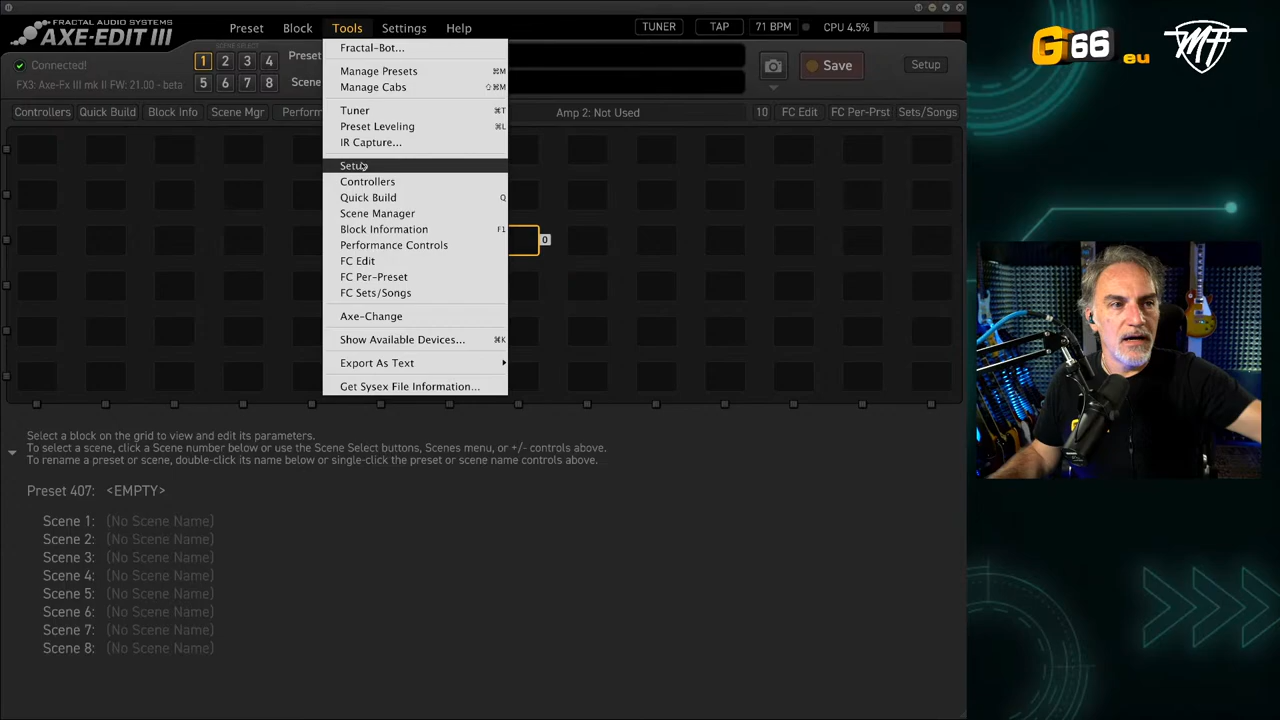 FRACTAL AUDIO SYSTEMS
AXE-EDIT III
Preset Block Tools Settings Help
TUNER TAP 71 BPM CPU 4.5%
Connected!
FX3: Axe-Fx III mk II FW: 21.00 - beta
SCENE SELECT
1 2 3 4
5 6 7 8
Preset
Scene
Save
Setup
Controllers Quick Build Block Info Scene Mgr Perform
Amp 2: Not Used
10 FC Edit FC Per-Prst Sets/Songs
Fractal-Bot...
Manage Presets ⌘M
Manage Cabs ⇧⌘M
Tuner ⌘T
Preset Leveling ⌘L
IR Capture...
Setup
Controllers
Quick Build Q
Scene Manager
Block Information F1
Performance Controls
FC Edit
FC Per-Preset
FC Sets/Songs
Axe-Change
Show Available Devices... ⌘K
Export As Text
Get Sysex File Information...
0
Select a block on the grid to view and edit its parameters.
To select a scene, click a Scene number below or use the Scene Select buttons, Scenes menu, or +/- controls above.
To rename a preset or scene, double-click its name below or single-click the preset or scene name controls above.
Preset 407: <EMPTY>
Scene 1: (No Scene Name)
Scene 2: (No Scene Name)
Scene 3: (No Scene Name)
Scene 4: (No Scene Name)
Scene 5: (No Scene Name)
Scene 6: (No Scene Name)
Scene 7: (No Scene Name)
Scene 8: (No Scene Name)
G66
eu